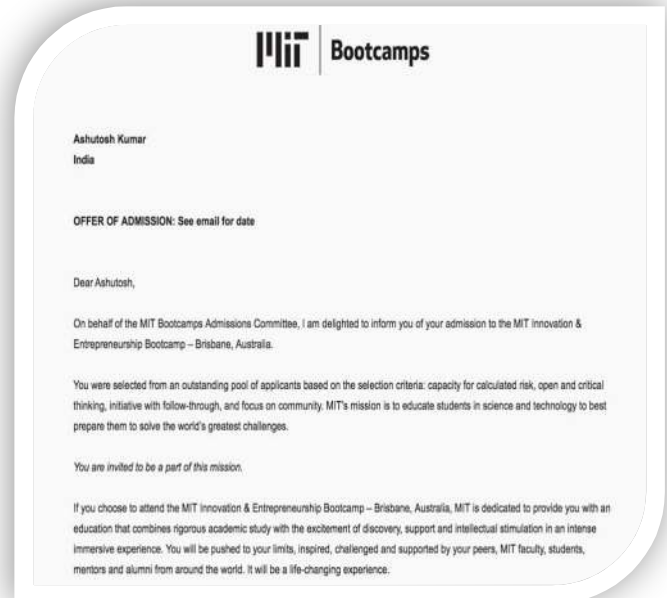 MIT Bootcamps
Ashutosh Kumar
India
OFFER OF ADMISSION: See email for date
Dear Ashutosh,
On behalf of the MIT Bootcamps Admissions Committee, I am delighted to inform you of your admission to the MIT Innovation &
Entrepreneurship Bootcamp – Brisbane, Australia.
You were selected from an outstanding pool of applicants based on the selection criteria: capacity for calculated risk, open and critical
thinking, initiative with follow-through, and focus on community. MIT's mission is to educate students in science and technology to best
prepare them to solve the world's greatest challenges.
You are invited to be a part of this mission.
If you choose to attend the MIT Innovation & Entrepreneurship Bootcamp – Brisbane, Australia, MIT is dedicated to provide you with an
education that combines rigorous academic study with the excitement of discovery, support and intellectual stimulation in an intense
immersive experience. You will be pushed to your limits, inspired, challenged and supported by your peers, MIT faculty, students,
mentors and alumni from around the world. It will be a life-changing experience.